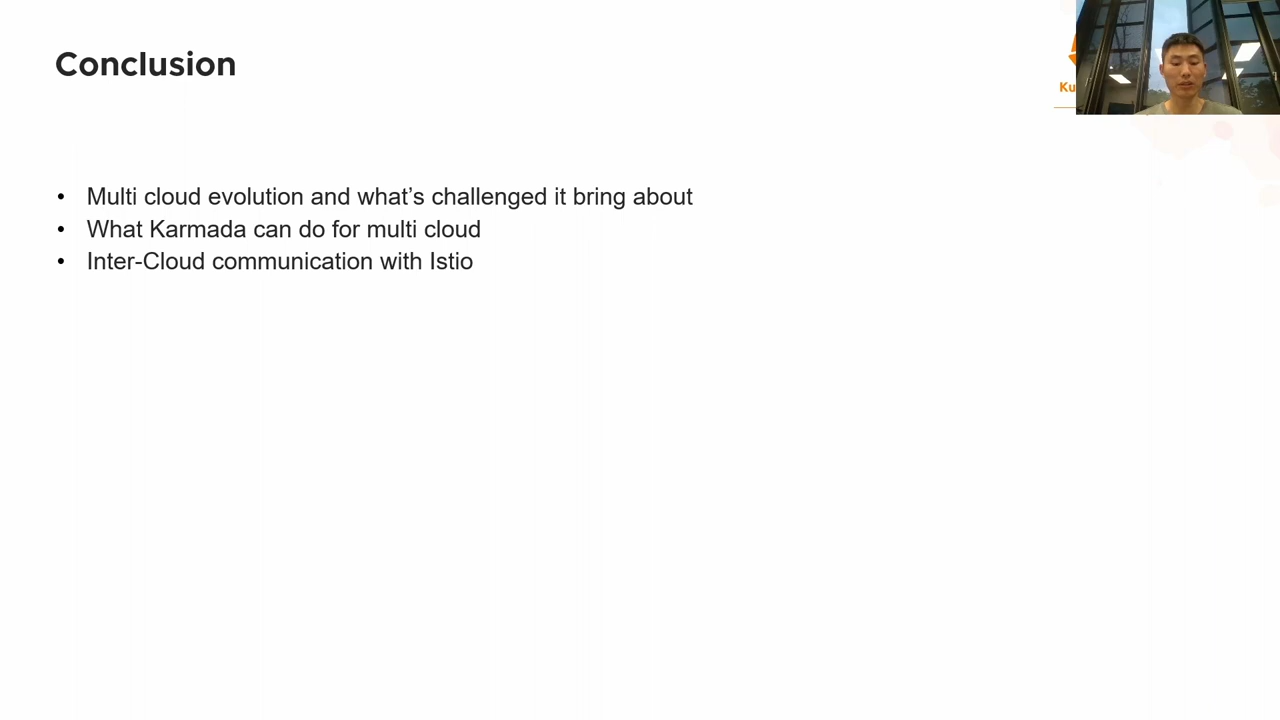 Conclusion
• Multi cloud evolution and what’s challenged it bring about
• What Karmada can do for multi cloud
• Inter-Cloud communication with Istio